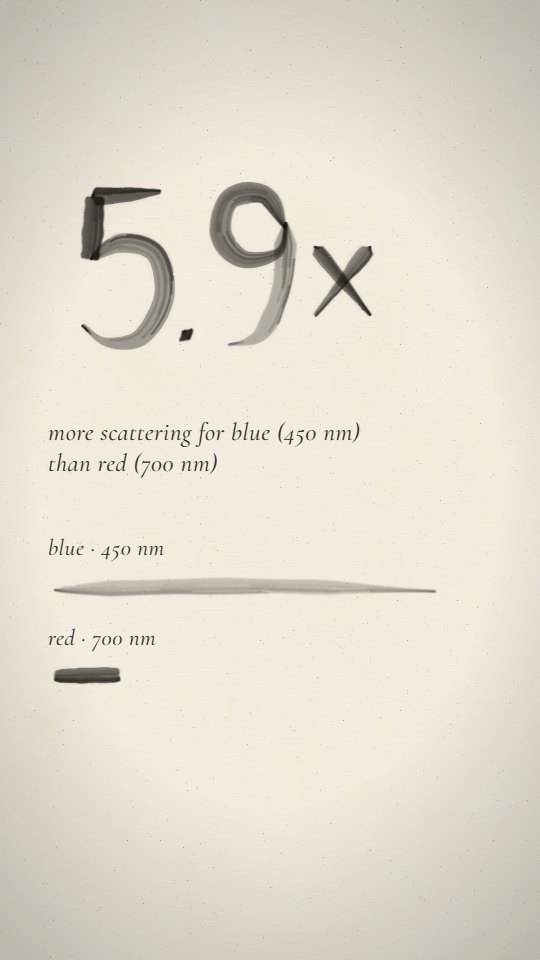 5.9x
more scattering for blue (450 nm)
than red (700 nm)
blue · 450 nm
red · 700 nm